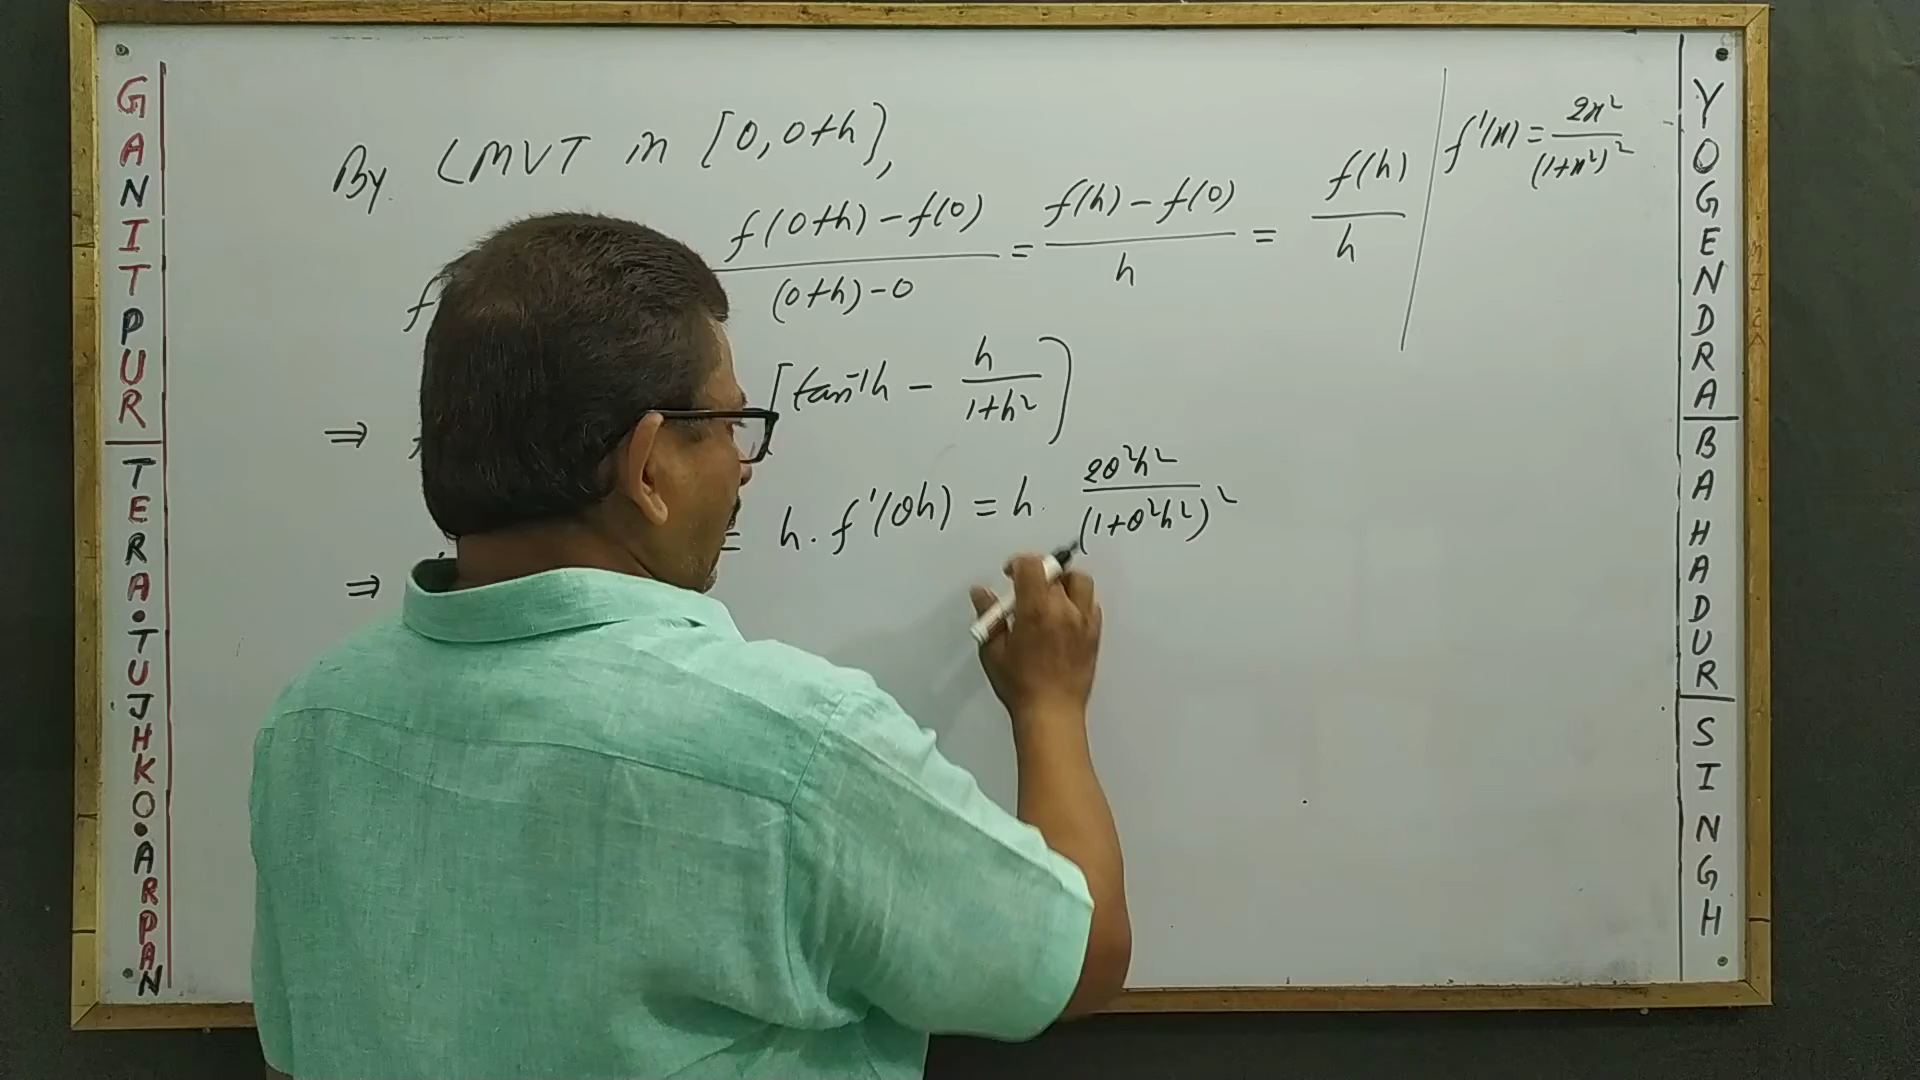 GANITPUR
TERA•TUJHKO•ARPAN
By LMVT in [0, 0+h],
f (f(0+h) - f(0))/((0+h) - 0) = (f(h) - f(0))/h = f(h)/h
f'(x) = 2x²/(1+x²)²
⇒ [tan⁻¹h - h/(1+h²)]
⇒ = h. f'(θh) = h. 2θ²h²/(1+θ²h²)²
YOGENDRA
BAHADUR
SINGH